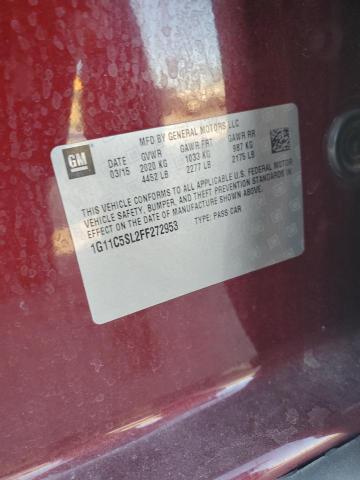 MFD BY GENERAL MOTORS LLC
GM
DATE GVWR GAWR FRT GAWR RR
03/15 2020 KG 1033 KG 987 KG
4452 LB 2277 LB 2175 LB
THIS VEHICLE CONFORMS TO ALL APPLICABLE U.S. FEDERAL MOTOR
VEHICLE SAFETY, BUMPER, AND THEFT PREVENTION STANDARDS IN
EFFECT ON THE DATE OF MANUFACTURE SHOWN ABOVE.
1G11C5SL2FF272953
TYPE: PASS CAR